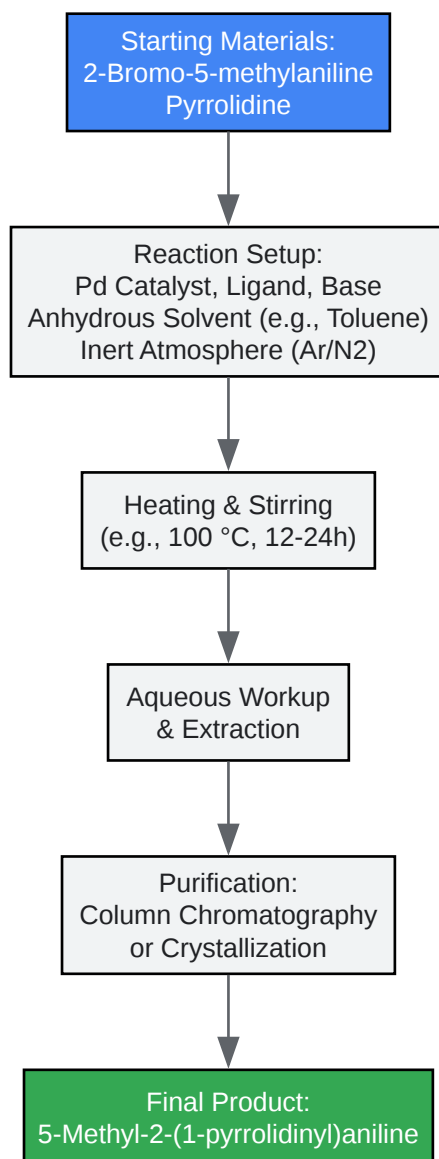 Starting Materials:
2-Bromo-5-methylaniline
Pyrrolidine
Reaction Setup:
Pd Catalyst, Ligand, Base
Anhydrous Solvent (e.g., Toluene)
Inert Atmosphere (Ar/N2)
Heating & Stirring
(e.g., 100 °C, 12-24h)
Aqueous Workup
& Extraction
Purification:
Column Chromatography
or Crystallization
Final Product:
5-Methyl-2-(1-pyrrolidinyl)aniline